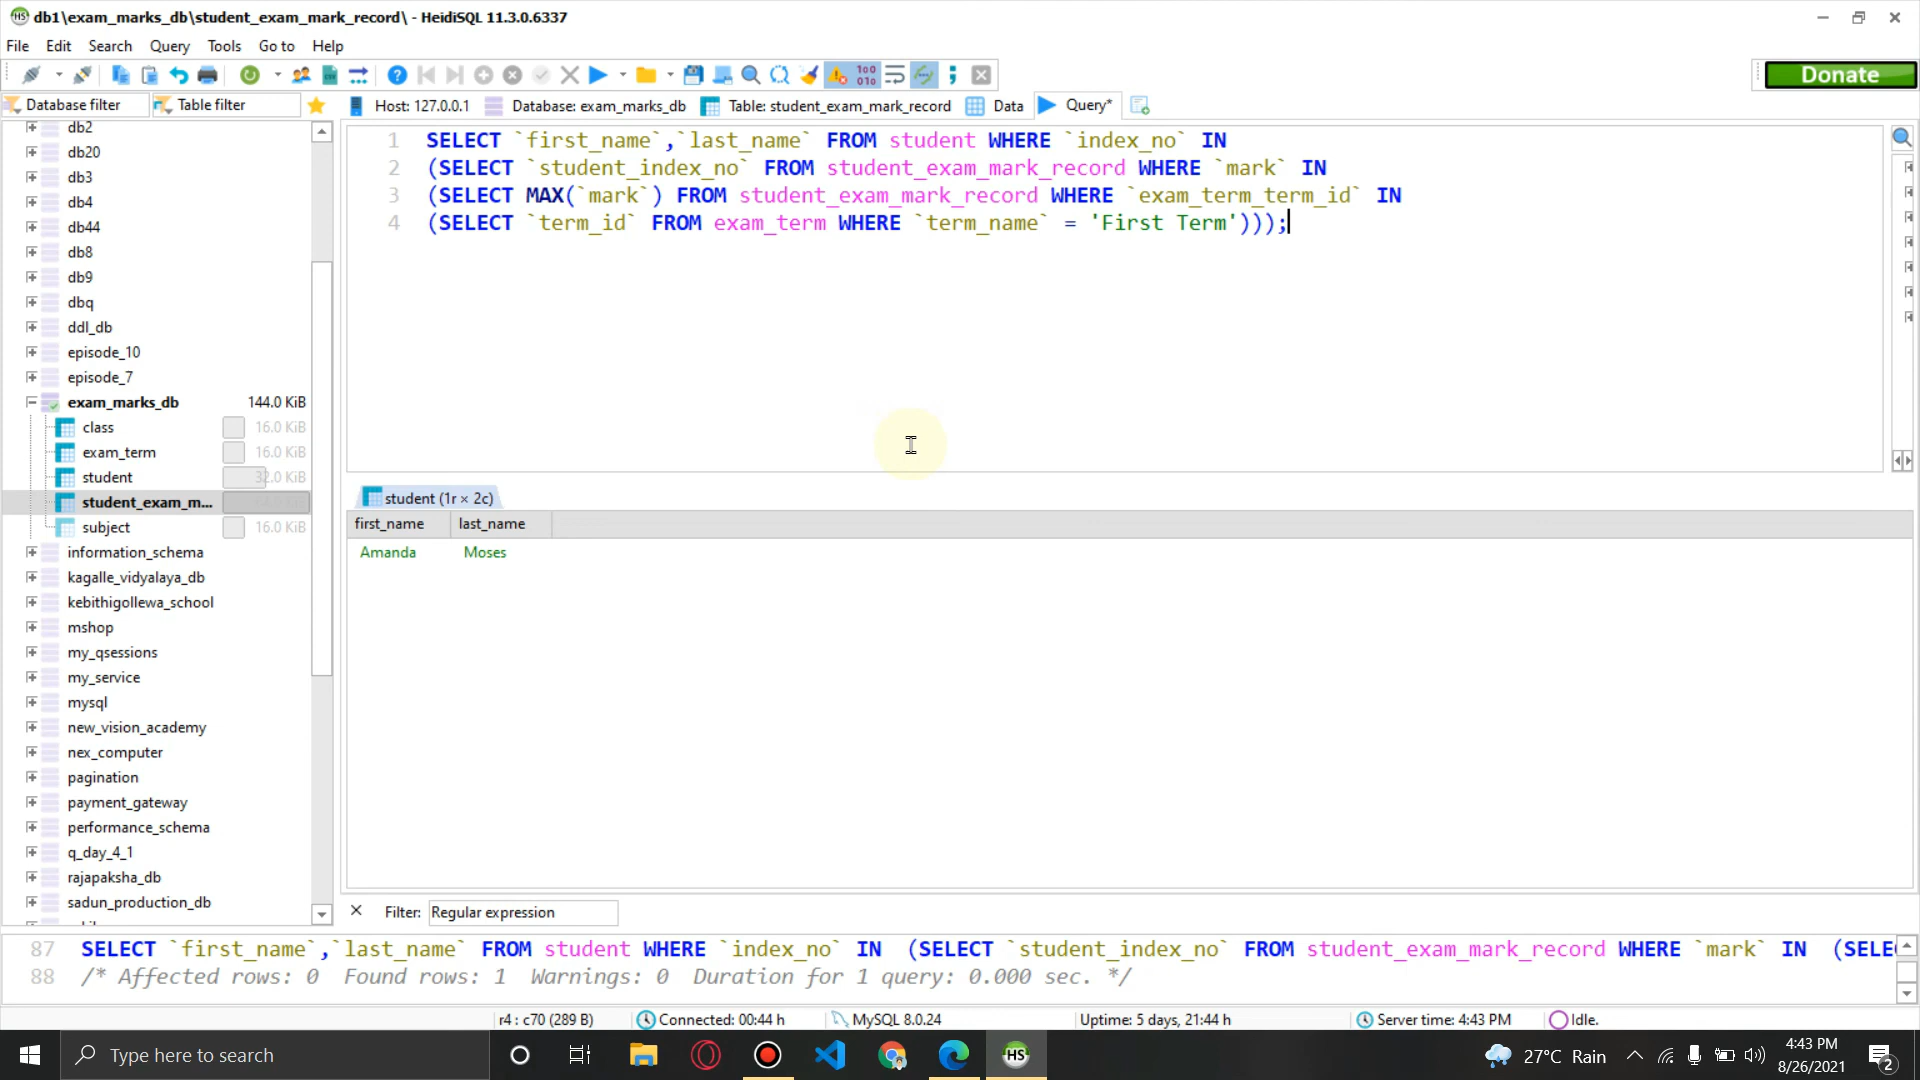 db1\exam_marks_db\student_exam_mark_record\ - HeidiSQL 11.3.0.6337
File Edit Search Query Tools Go to Help
Donate
Database filter Table filter Host: 127.0.0.1 Database: exam_marks_db Table: student_exam_mark_record Data Query*
1 SELECT `first_name`,`last_name` FROM student WHERE `index_no` IN
2 (SELECT `student_index_no` FROM student_exam_mark_record WHERE `mark` IN
3 (SELECT MAX(`mark`) FROM student_exam_mark_record WHERE `exam_term_term_id` IN
4 (SELECT `term_id` FROM exam_term WHERE `term_name` = 'First Term')));
db2
db20
db3
db4
db44
db8
db9
dbq
ddl_db
episode_10
episode_7
exam_marks_db 144.0 KiB
class 16.0 KiB
exam_term 16.0 KiB
student 32.0 KiB
student_exam_m...
subject 16.0 KiB
information_schema
kagalle_vidyalaya_db
kebithigollewa_school
mshop
my_qsessions
my_service
mysql
new_vision_academy
nex_computer
pagination
payment_gateway
performance_schema
q_day_4_1
rajapaksha_db
sadun_production_db
student (1r × 2c)
first_name last_name
Amanda Moses
Filter: Regular expression
87 SELECT `first_name`,`last_name` FROM student WHERE `index_no` IN (SELECT `student_index_no` FROM student_exam_mark_record WHERE `mark` IN (SELE
88 /* Affected rows: 0 Found rows: 1 Warnings: 0 Duration for 1 query: 0.000 sec. */
r4 : c70 (289 B) Connected: 00:44 h MySQL 8.0.24 Uptime: 5 days, 21:44 h Server time: 4:43 PM Idle.
Type here to search
HS
27°C Rain
4:43 PM
8/26/2021
2